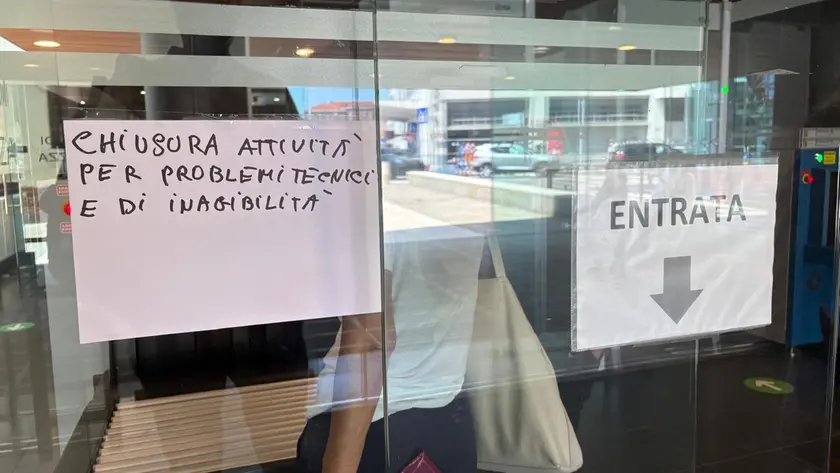 CHIUSURA ATTIVITÀ
PER PROBLEMI TECNICI
E DI INAGIBILITÀ
ENTRATA